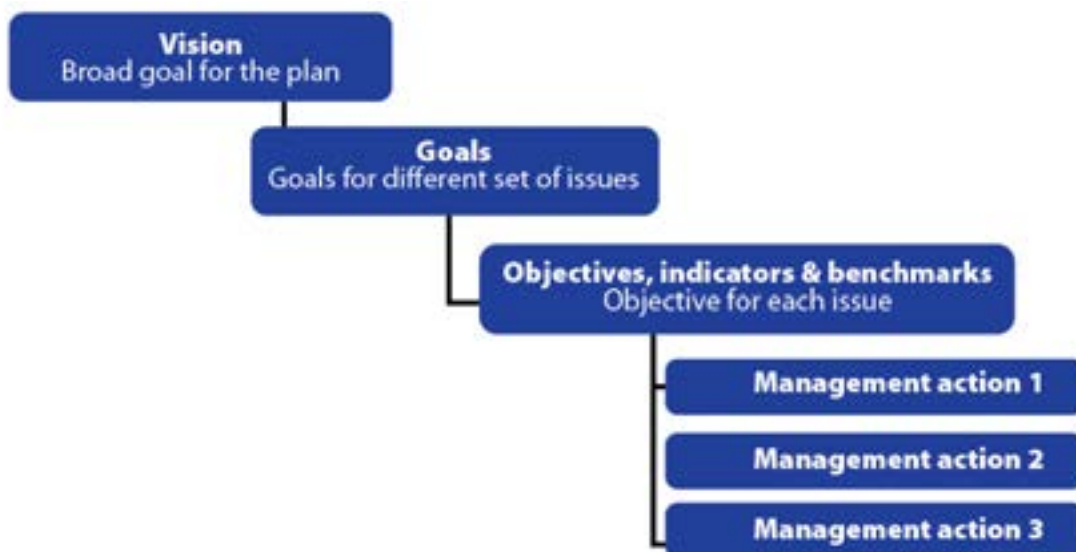 Vision
Broad goal for the plan
Goals
Goals for different set of issues
Objectives, indicators & benchmarks
Objective for each issue
Management action 1
Management action 2
Management action 3